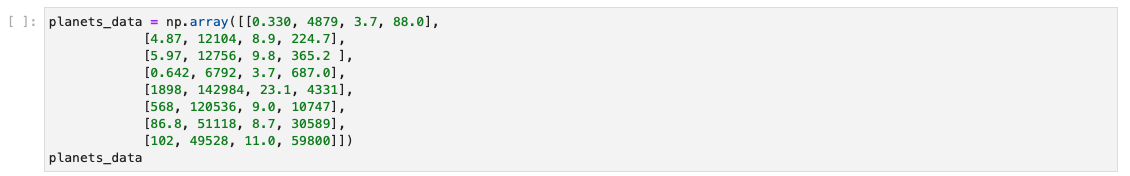 [ ]: planets_data = np.array([[0.330, 4879, 3.7, 88.0],
[4.87, 12104, 8.9, 224.7],
[5.97, 12756, 9.8, 365.2 ],
[0.642, 6792, 3.7, 687.0],
[1898, 142984, 23.1, 4331],
[568, 120536, 9.0, 10747],
[86.8, 51118, 8.7, 30589],
[102, 49528, 11.0, 59800]])
planets_data